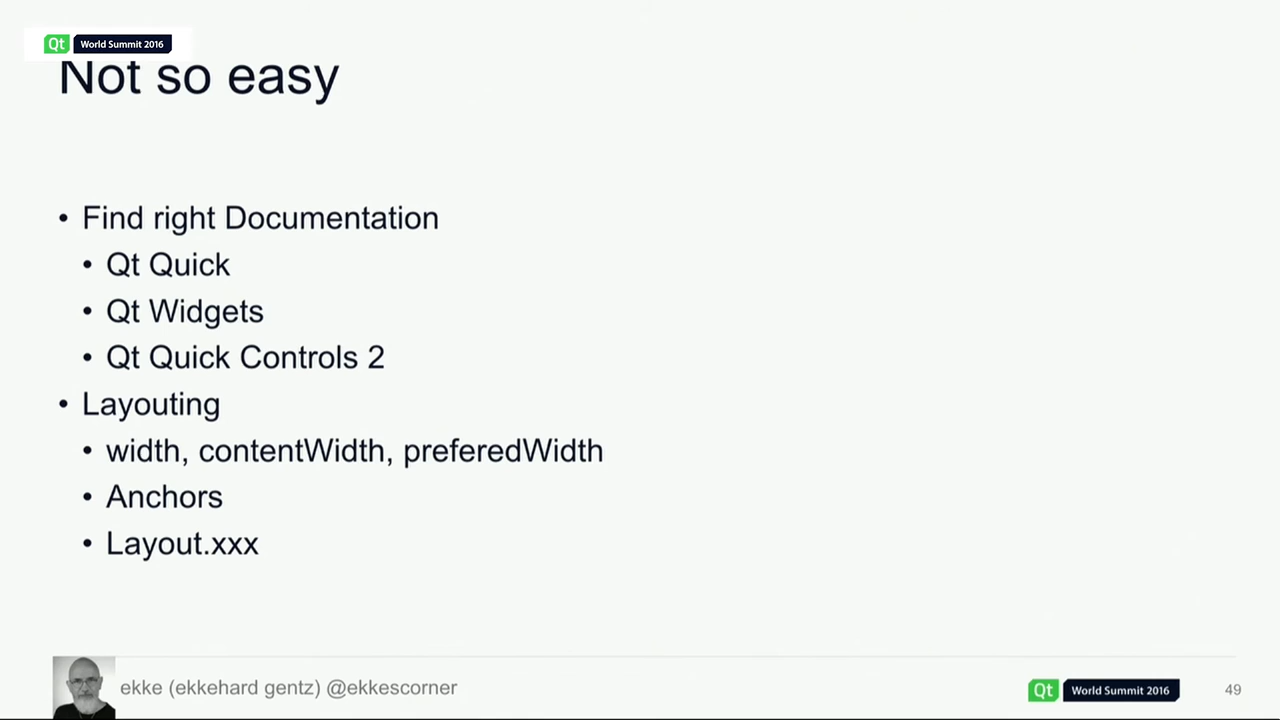 Qt World Summit 2016
Not so easy
• Find right Documentation
• Qt Quick
• Qt Widgets
• Qt Quick Controls 2
• Layouting
• width, contentWidth, preferedWidth
• Anchors
• Layout.xxx
ekke (ekkehard gentz) @ekkescorner
Qt World Summit 2016
49